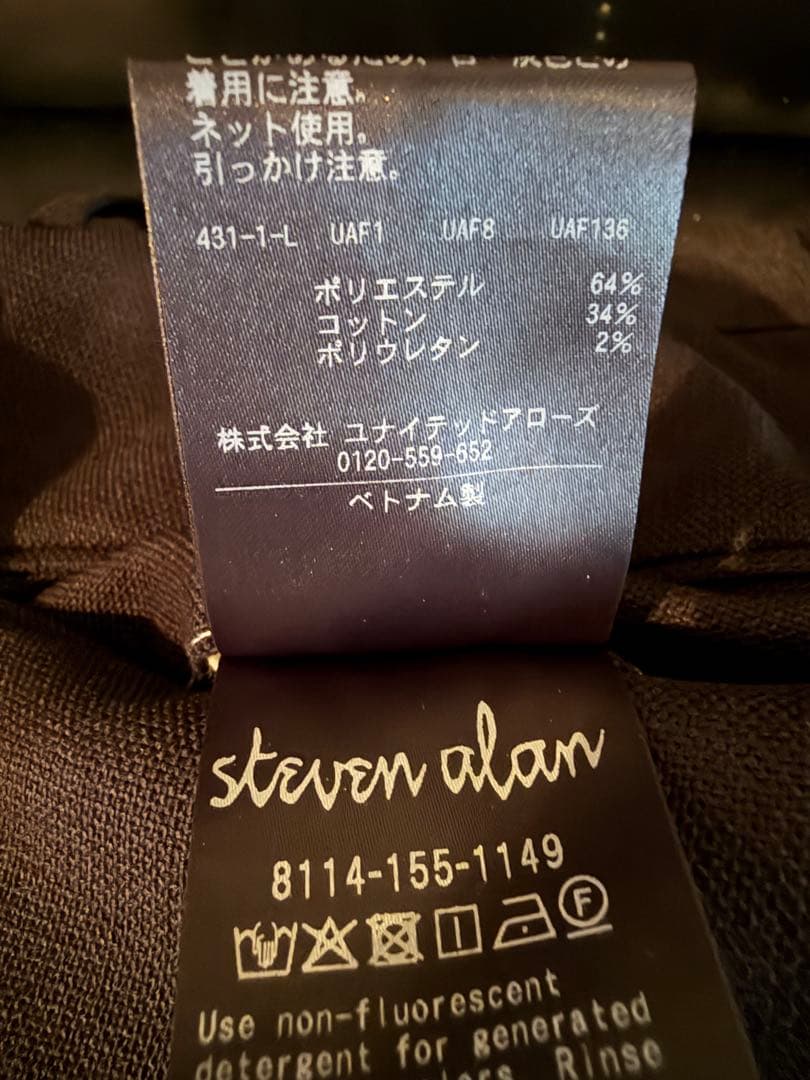 着用に注意。
ネット使用。
引っかけ注意。
431-1-L UAF1 UAF8 UAF136
ポリエステル 64%
コットン 34%
ポリウレタン 2%
株式会社 ユナイテッドアローズ
0120-559-652
ベトナム製
steven alan
8114-155-1149
F
Use non-fluorescent
detergent for generated
Rinse